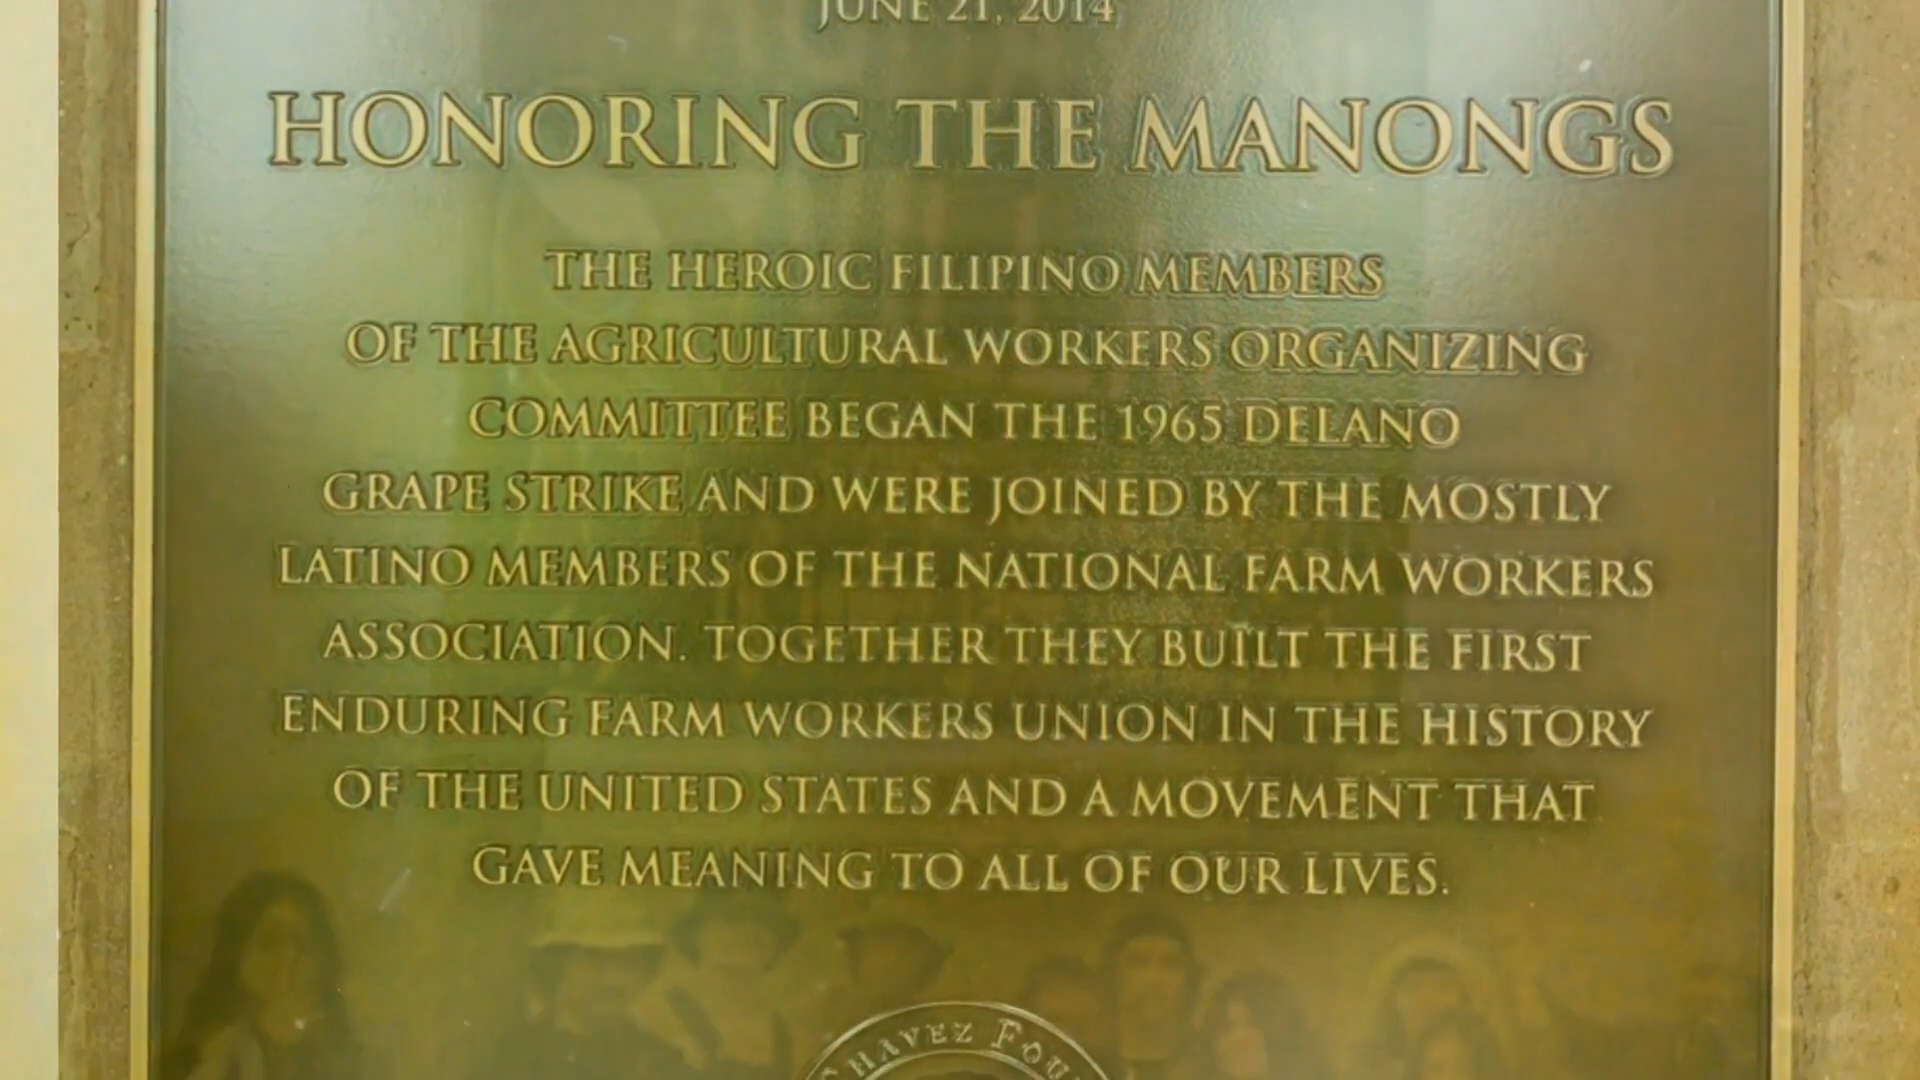 JUNE 21, 2014
HONORING THE MANONGS
THE HEROIC FILIPINO MEMBERS
OF THE AGRICULTURAL WORKERS ORGANIZING
COMMITTEE BEGAN THE 1965 DELANO
GRAPE STRIKE AND WERE JOINED BY THE MOSTLY
LATINO MEMBERS OF THE NATIONAL FARM WORKERS
ASSOCIATION. TOGETHER THEY BUILT THE FIRST
ENDURING FARM WORKERS UNION IN THE HISTORY
OF THE UNITED STATES AND A MOVEMENT THAT
GAVE MEANING TO ALL OF OUR LIVES.
CHAVEZ FOU